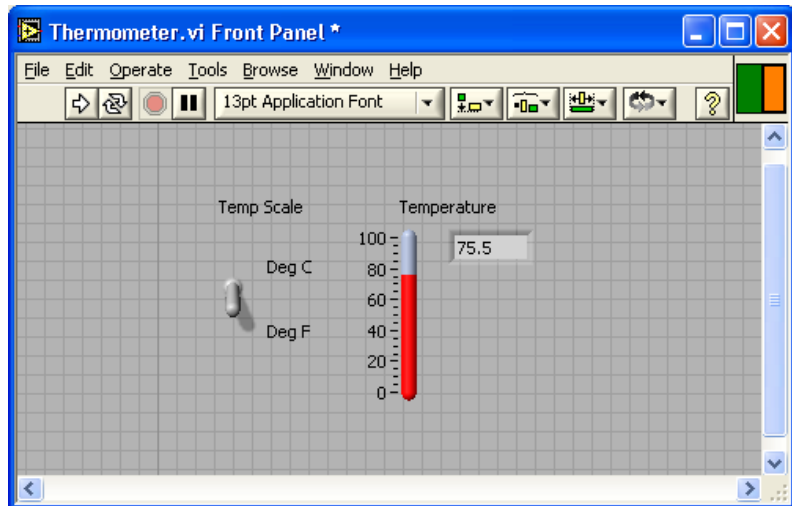 Thermometer.vi Front Panel *
File Edit Operate Tools Browse Window Help
13pt Application Font
?
Temp Scale
Temperature
100
75.5
Deg C
80
60
Deg F
40
20
0